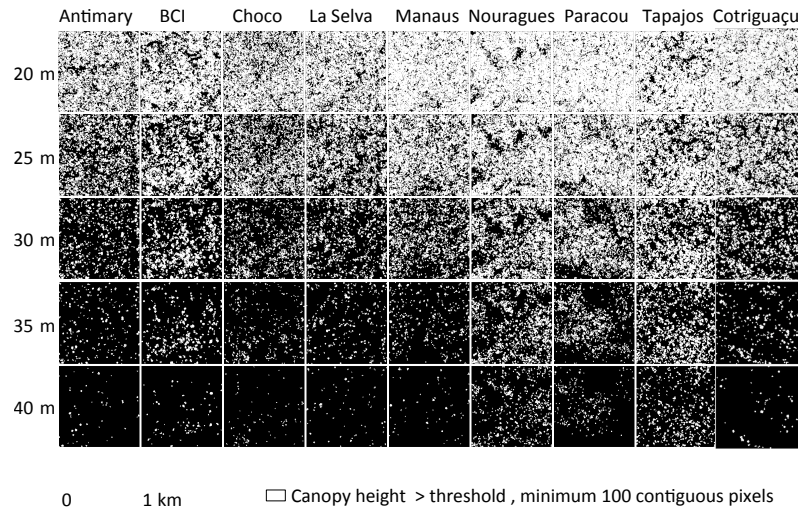 Antimary BCI Choco La Selva Manaus Nouragues Paracou Tapajos Cotriguaçu
20 m
25 m
30 m
35 m
40 m
0 1 km Canopy height > threshold , minimum 100 contiguous pixels